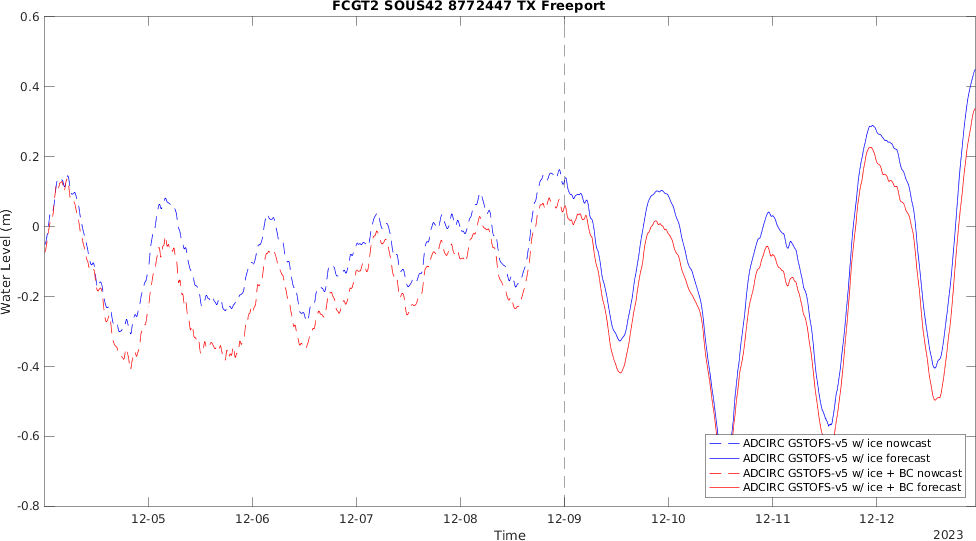 FCGT2 SOUS42 8772447 TX Freeport
0.6
0.4
0.2
0
-0.2
-0.4
-0.6
-0.8
Water Level (m)
ADCIRC GSTOFS-v5 w/ ice nowcast
ADCIRC GSTOFS-v5 w/ ice forecast
ADCIRC GSTOFS-v5 w/ ice + BC nowcast
ADCIRC GSTOFS-v5 w/ ice + BC forecast
12-05 12-06 12-07 12-08 12-09 12-10 12-11 12-12
Time
2023